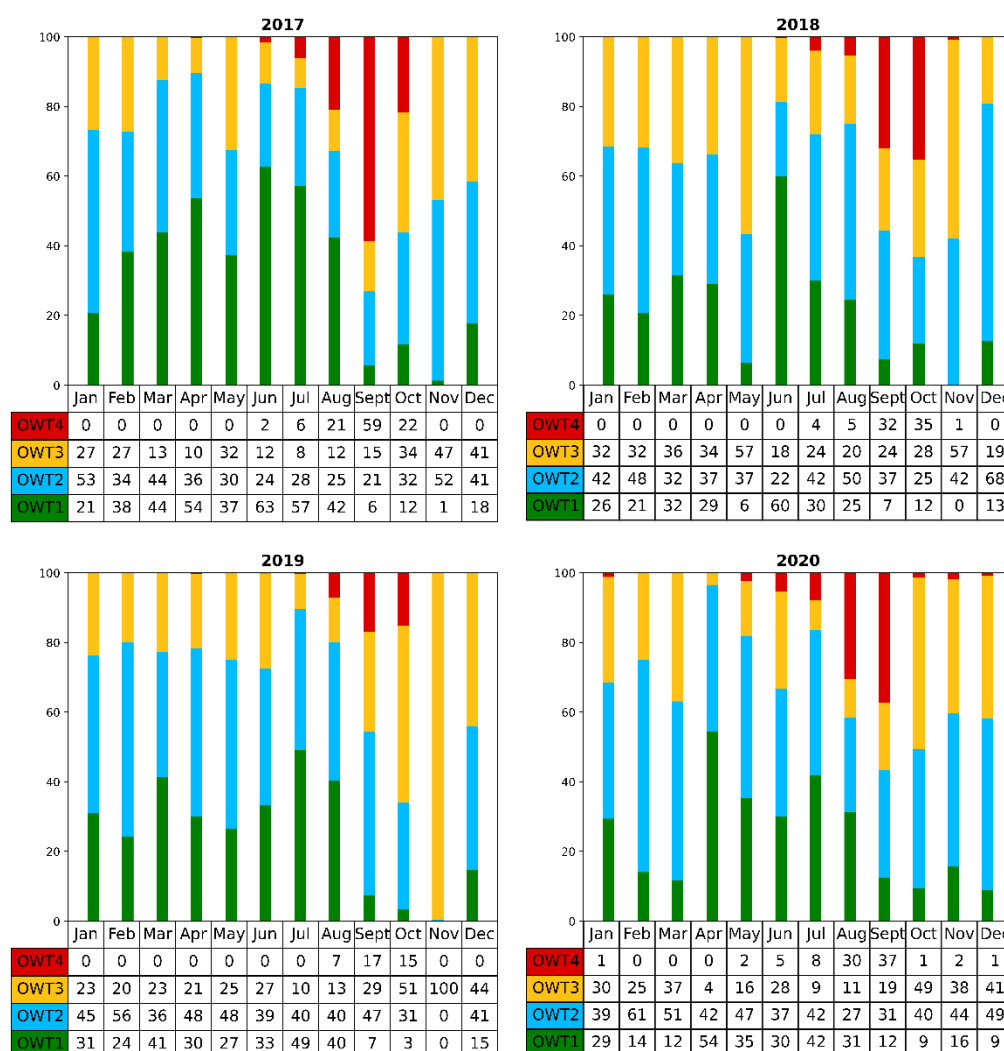 2017
100
80
60
40
20
0
Jan Feb Mar Apr May Jun Jul Aug Sept Oct Nov Dec
OWT4 0 0 0 0 0 2 6 21 59 22 0 0
OWT3 27 27 13 10 32 12 8 12 15 34 47 41
OWT2 53 34 44 36 30 24 28 25 21 32 52 41
OWT1 21 38 44 54 37 63 57 42 6 12 1 18
2018
100
80
60
40
20
0
Jan Feb Mar Apr May Jun Jul Aug Sept Oct Nov Dec
OWT4 0 0 0 0 0 0 4 5 32 35 1 0
OWT3 32 32 36 34 57 18 24 20 24 28 57 19
OWT2 42 48 32 37 37 22 42 50 37 25 42 68
OWT1 26 21 32 29 6 60 30 25 7 12 0 13
2019
100
80
60
40
20
0
Jan Feb Mar Apr May Jun Jul Aug Sept Oct Nov Dec
OWT4 0 0 0 0 0 0 0 7 17 15 0 0
OWT3 23 20 23 21 25 27 10 13 29 51 100 44
OWT2 45 56 36 48 48 39 40 40 47 31 0 41
OWT1 31 24 41 30 27 33 49 40 7 3 0 15
2020
100
80
60
40
20
0
Jan Feb Mar Apr May Jun Jul Aug Sept Oct Nov Dec
OWT4 1 0 0 0 2 5 8 30 37 1 2 1
OWT3 30 25 37 4 16 28 9 11 19 49 38 41
OWT2 39 61 51 42 47 37 42 27 31 40 44 49
OWT1 29 14 12 54 35 30 42 31 12 9 16 9